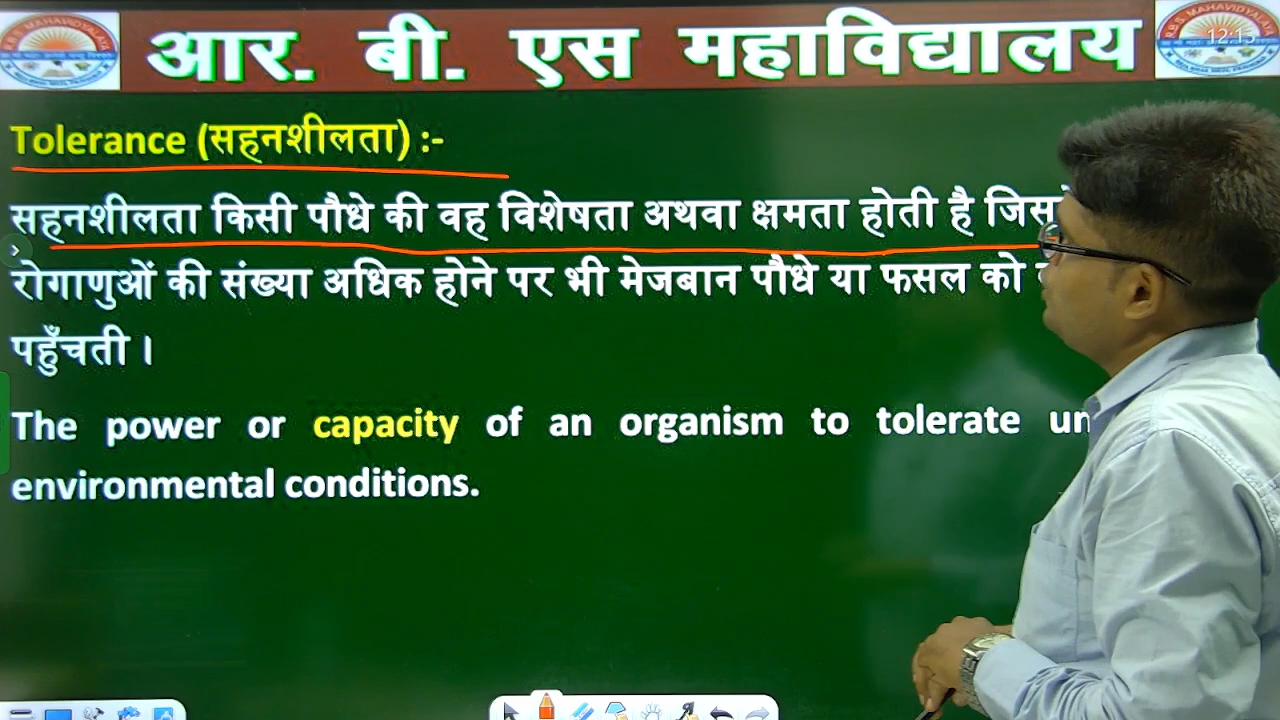 आर. बी. एस महाविद्यालय
12:15
Tolerance (सहनशीलता) :-
सहनशीलता किसी पौधे की वह विशेषता अथवा क्षमता होती है
रोगाणुओं की संख्या अधिक होने पर भी मेजबान पौधे या फसल को
पहुँचती ।
The power or capacity of an organism to tolerate
environmental conditions.